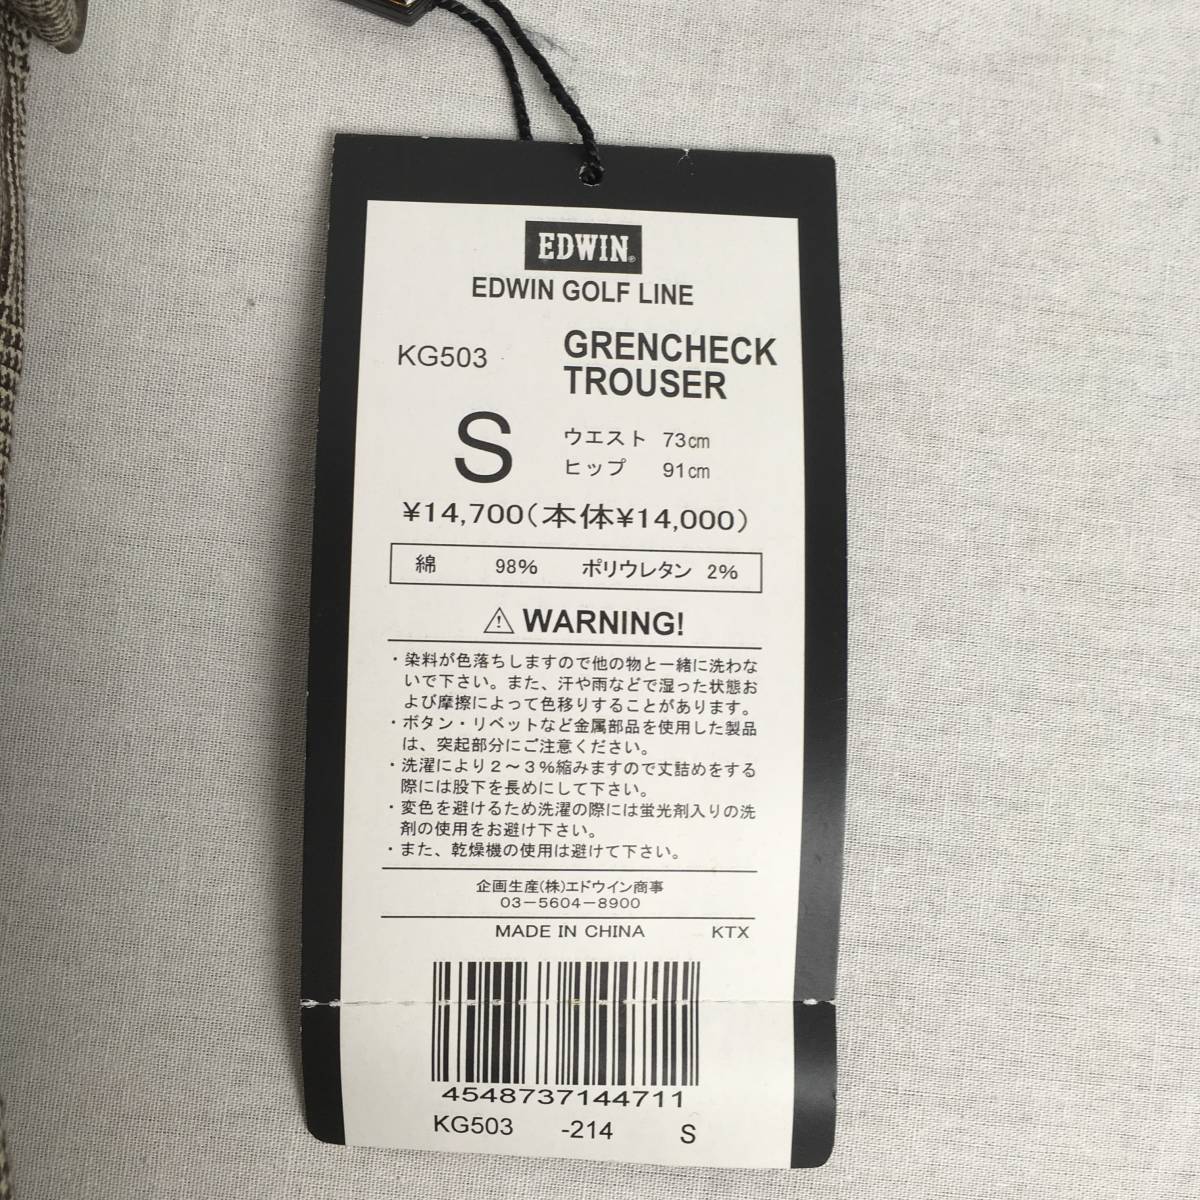 EDWIN®
EDWIN GOLF LINE
KG503
GRENCHECK
TROUSER
S
ウエスト 73㎝
ヒップ 91㎝
¥14,700(本体¥14,000)
綿 98% ポリウレタン 2%
⚠ WARNING!
・染料が色落ちしますので他の物と一緒に洗わな
いで下さい。また、汗や雨などで湿った状態お
よび摩擦によって色移りすることがあります。
・ボタン・リベットなど金属部品を使用した製品
は、突起部分にご注意ください。
・洗濯により2～3%縮みますので丈詰めをする
際には股下を長めにして下さい。
・変色を避けるため洗濯の際には蛍光剤入りの洗
剤の使用をお避け下さい。
・また、乾燥機の使用は避けて下さい。
企画生産(株)エドウイン商事
03－5604－8900
MADE IN CHINA KTX
4548737144711
KG503 -214 S